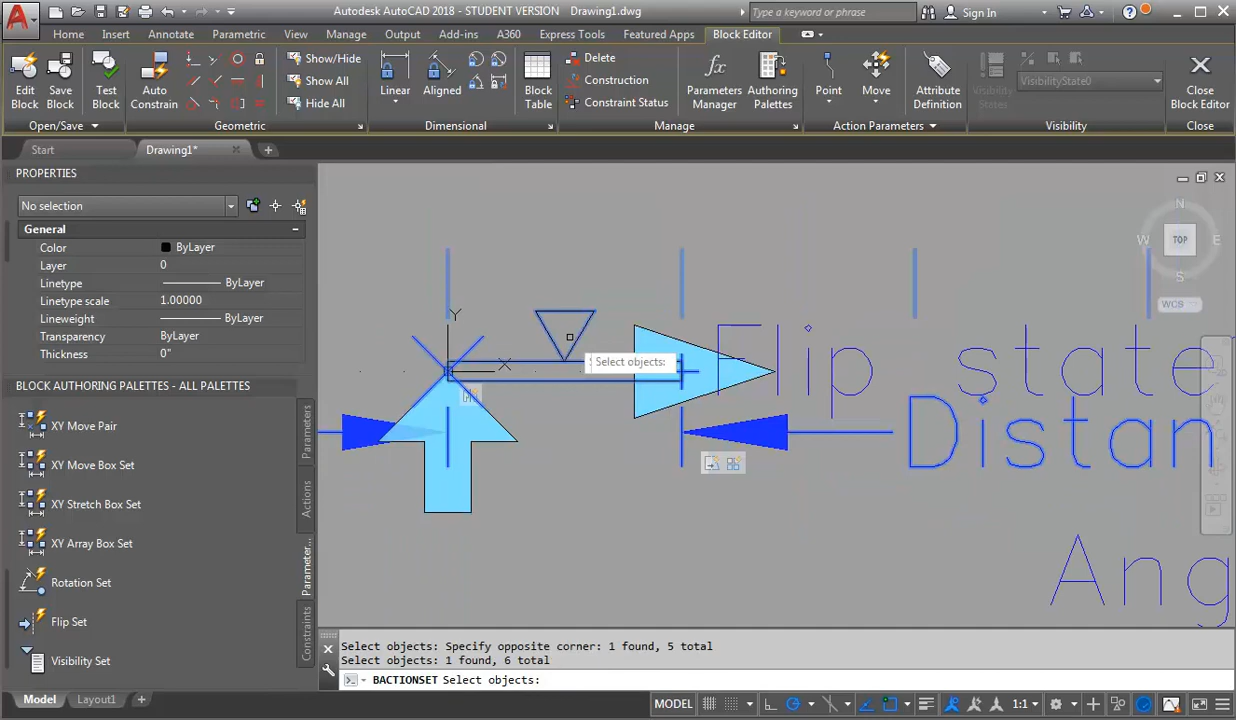 Autodesk AutoCAD 2018 - STUDENT VERSION Drawing1.dwg
Type a keyword or phrase
Sign In
Home Insert Annotate Parametric View Manage Output Add-ins A360 Express Tools Featured Apps Block Editor
Edit Block
Save Block
Test Block
Auto Constrain
Show/Hide
Show All
Hide All
Linear
Aligned
Block Table
Delete
Construction
Constraint Status
Parameters Manager
Authoring Palettes
Point
Move
Attribute Definition
Visibility States
VisibilityState0
Close Block Editor
Open/Save Geometric Dimensional Manage Action Parameters Visibility Close
Start Drawing1*
PROPERTIES
No selection
General
Color ByLayer
Layer 0
Linetype ByLayer
Linetype scale 1.00000
Lineweight ByLayer
Transparency ByLayer
Thickness 0"
BLOCK AUTHORING PALETTES - ALL PALETTES
XY Move Pair
XY Move Box Set
XY Stretch Box Set
XY Array Box Set
Rotation Set
Flip Set
Visibility Set
Parameters
Actions
Parameter...
Constraints
N
W TOP E
S
WCS
Y
X
Select objects:
Flip state
Distan
Ang
Select objects: Specify opposite corner: 1 found, 5 total
Select objects: 1 found, 6 total
BACTIONSET Select objects:
Model Layout1 +
MODEL
1:1